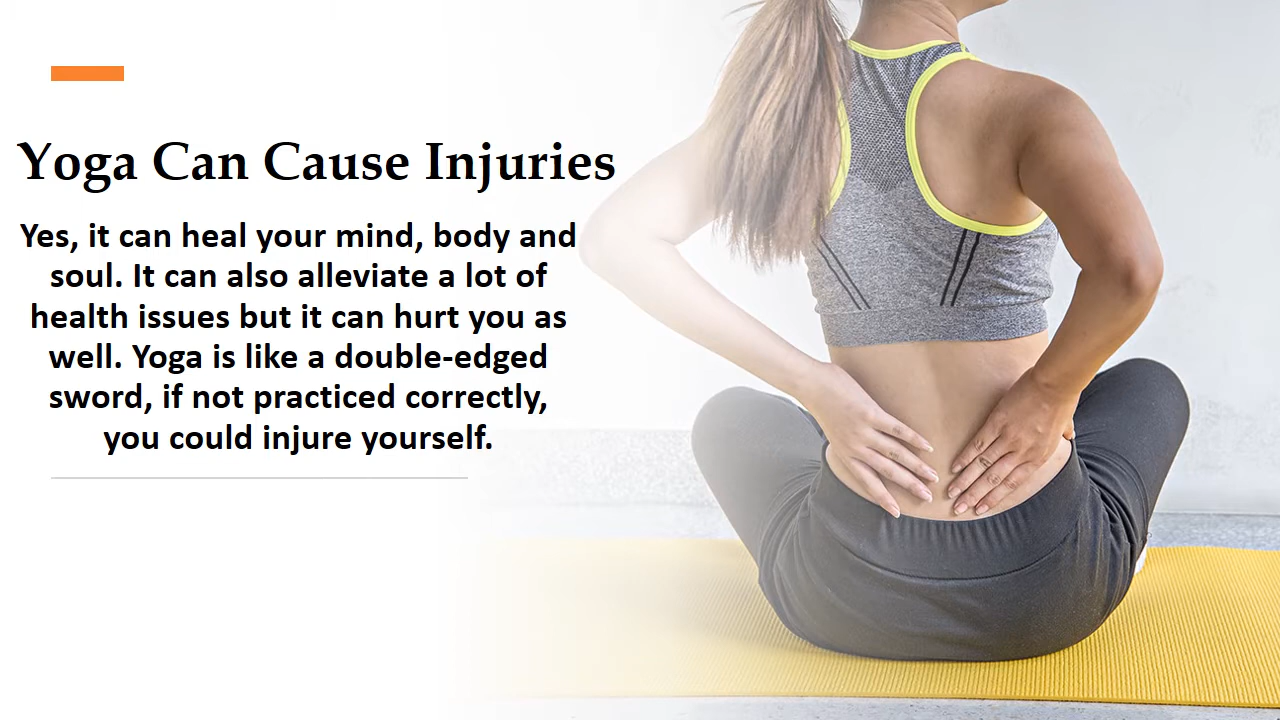 Yoga Can Cause Injuries
Yes, it can heal your mind, body and
soul. It can also alleviate a lot of
health issues but it can hurt you as
well. Yoga is like a double-edged
sword, if not practiced correctly,
you could injure yourself.